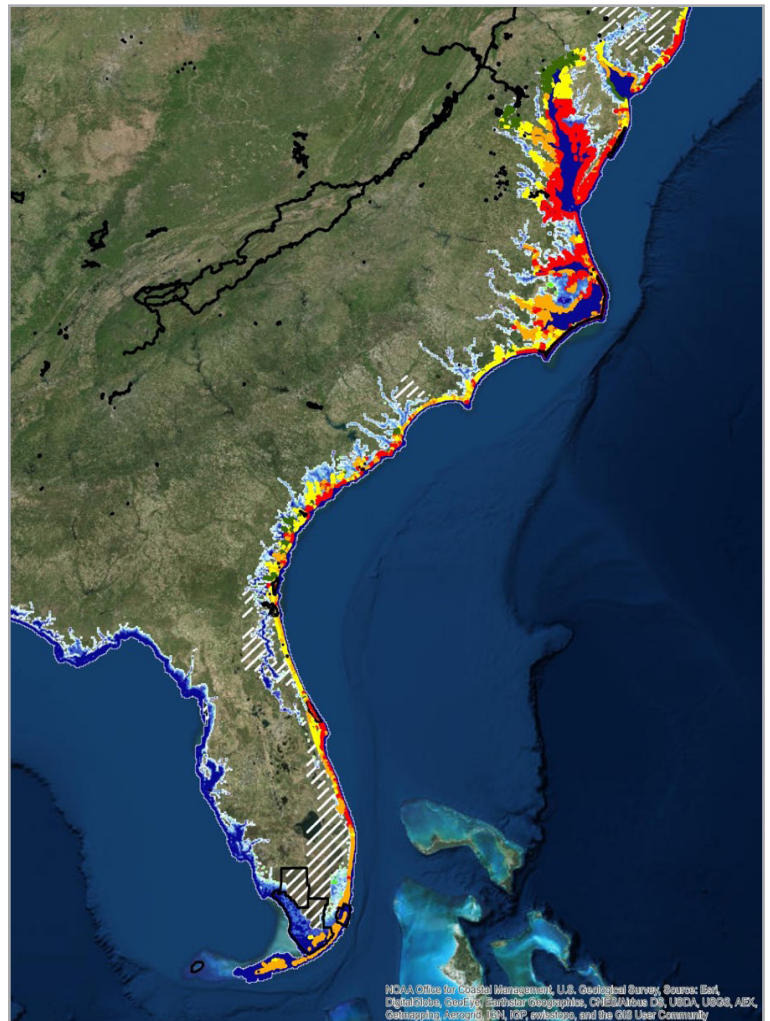 NOAA Office for Coastal Management, U.S. Geological Survey, Source: Esri,
DigitalGlobe, GeoEye, Earthstar Geographics, CNES/Airbus DS, USDA, USGS, AEX,
Getmapping, Aerogrid, IGN, IGP, swisstopo, and the GIS User Community